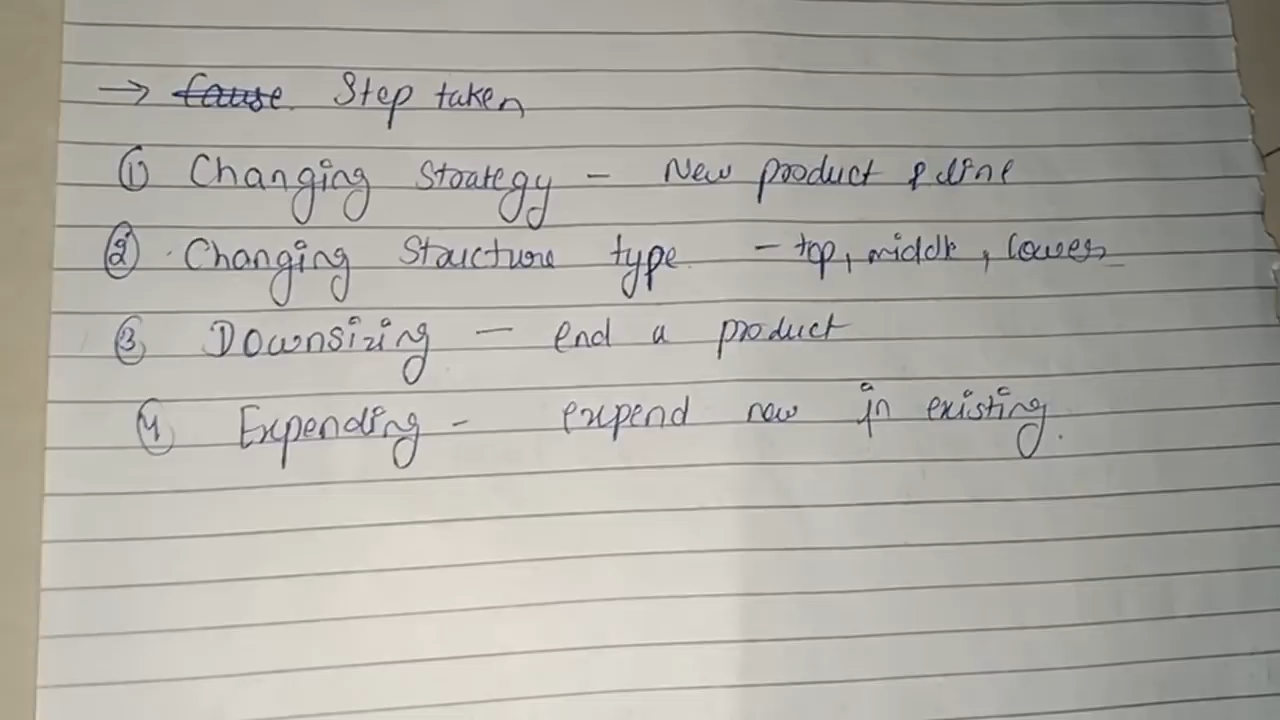 → Cause Step taken
① Changing Strategy - New product & line
② Changing Structure type - top, middle, lower
③ Downsizing - end a product
④ Expending - expend new in existing.